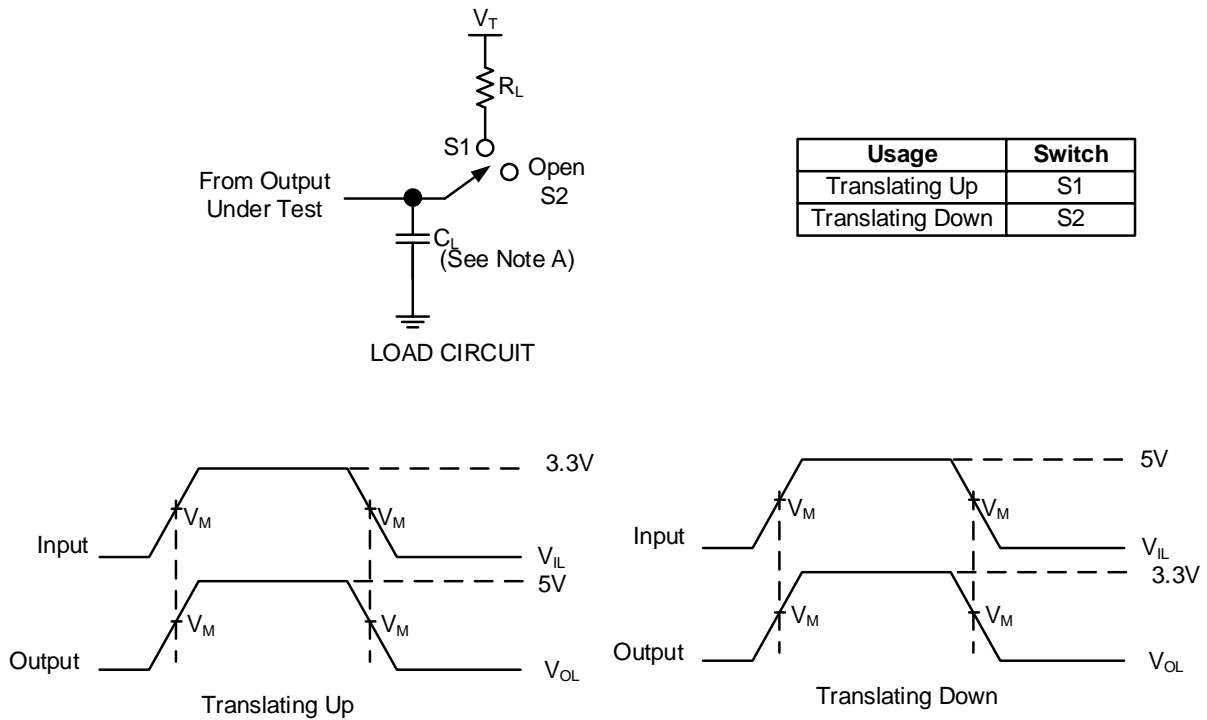 V_T
R_L
S1
Open
S2
From Output
Under Test
C_L
(See Note A)
LOAD CIRCUIT
Usage Switch
Translating Up S1
Translating Down S2
3.3V
V_M V_M
Input
V_IL
5V
V_M V_M
Output
V_OL
Translating Up
5V
V_M V_M
Input
V_IL
3.3V
V_M V_M
Output
V_OL
Translating Down